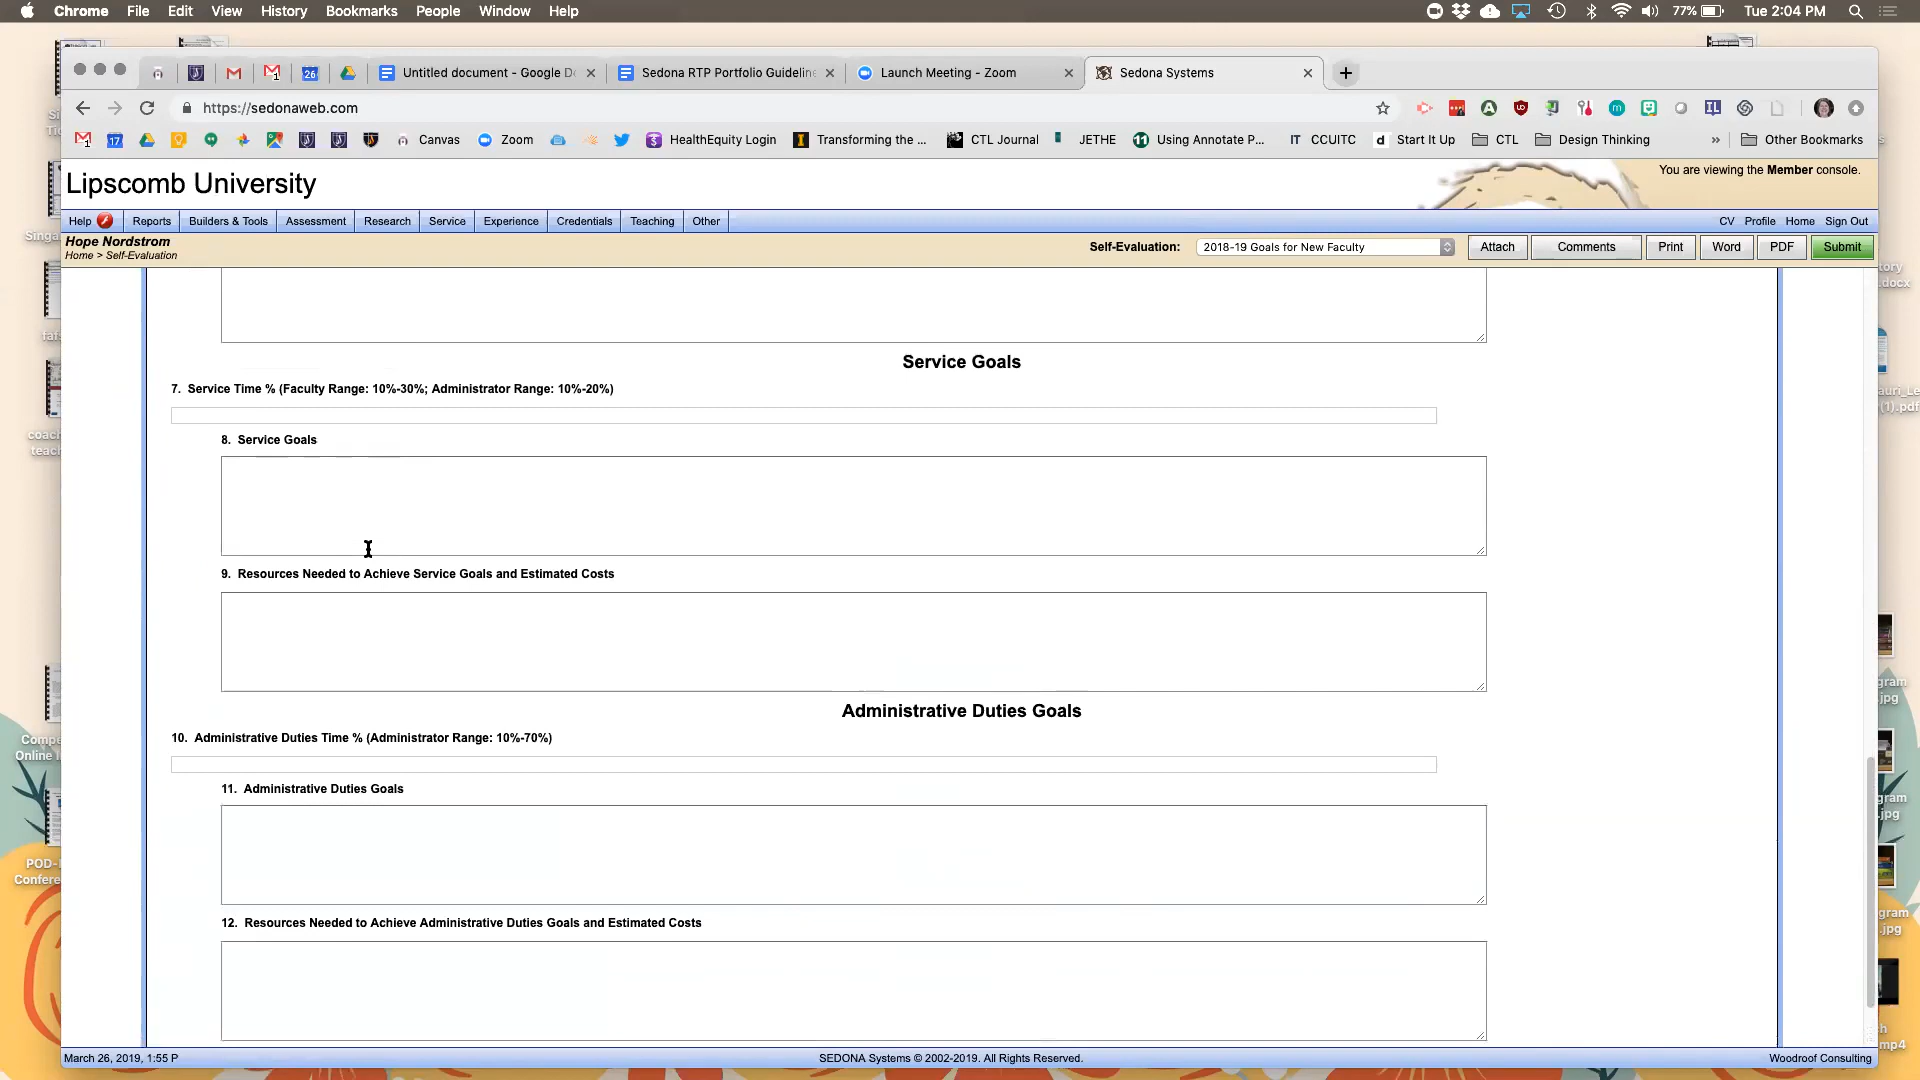 Chrome File Edit View History Bookmarks People Window Help 77% Tue 2:04 PM
Untitled document - Google D
Sedona RTP Portfolio Guideline
Launch Meeting - Zoom
Sedona Systems
https://sedonaweb.com
Canvas Zoom HealthEquity Login Transforming the ... CTL Journal JETHE Using Annotate P... IT CCUITC Start It Up CTL Design Thinking » Other Bookmarks
Lipscomb University
You are viewing the Member console.
Help Reports Builders & Tools Assessment Research Service Experience Credentials Teaching Other CV Profile Home Sign Out
Hope Nordstrom
Home > Self-Evaluation
Self-Evaluation: 2018-19 Goals for New Faculty Attach Comments Print Word PDF Submit
Service Goals
7. Service Time % (Faculty Range: 10%-30%; Administrator Range: 10%-20%)
8. Service Goals
9. Resources Needed to Achieve Service Goals and Estimated Costs
Administrative Duties Goals
10. Administrative Duties Time % (Administrator Range: 10%-70%)
11. Administrative Duties Goals
12. Resources Needed to Achieve Administrative Duties Goals and Estimated Costs
March 26, 2019, 1:55 P
SEDONA Systems © 2002-2019. All Rights Reserved.
Woodroof Consulting